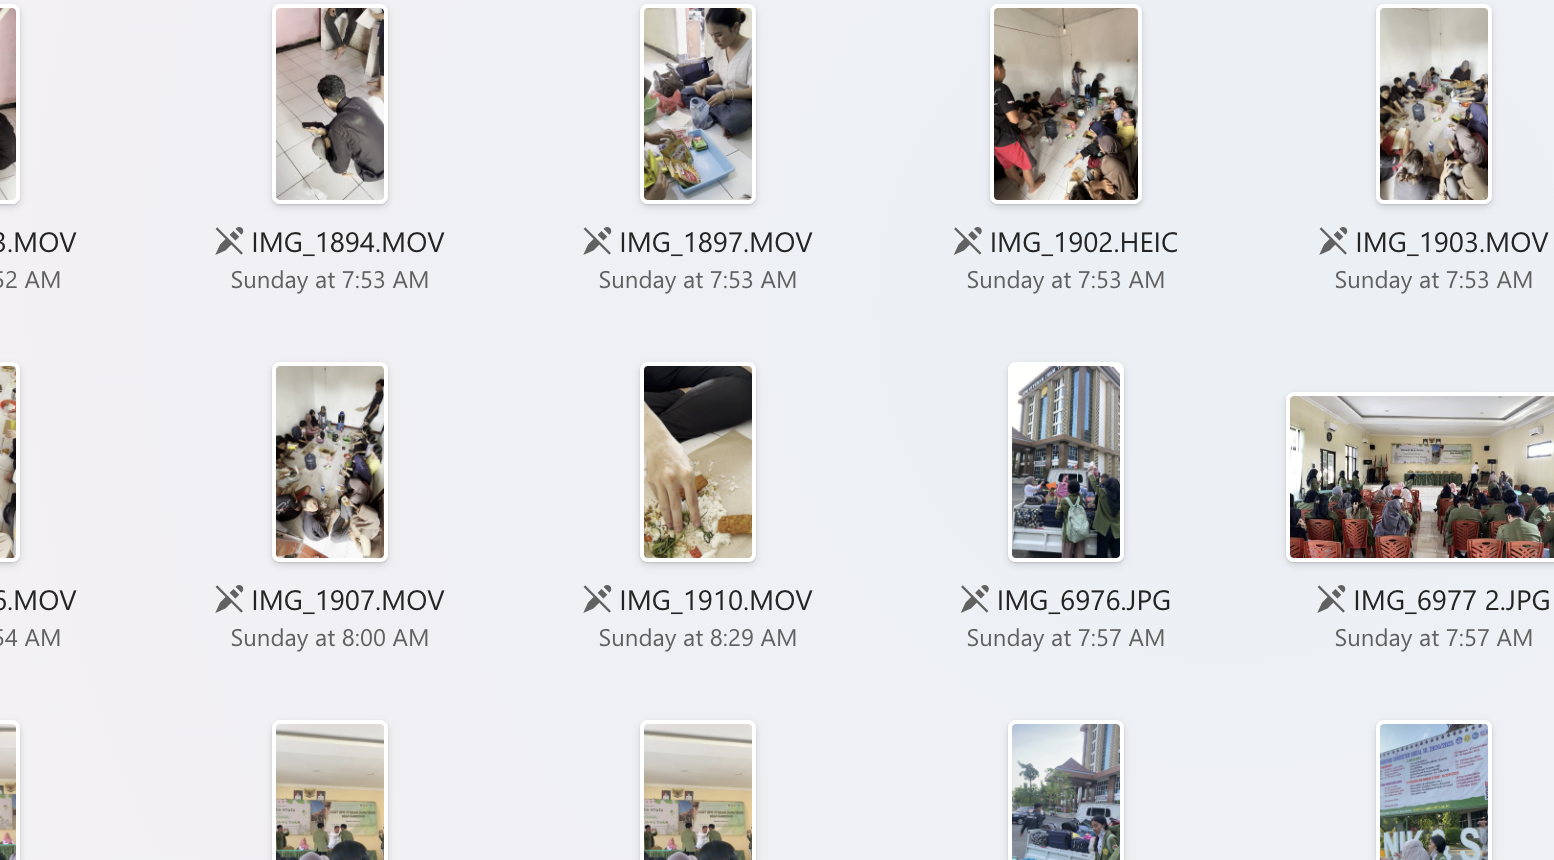 3.MOV
IMG_1894.MOV
IMG_1897.MOV
IMG_1902.HEIC
IMG_1903.MOV
52 AM
Sunday at 7:53 AM
Sunday at 7:53 AM
Sunday at 7:53 AM
Sunday at 7:53 AM
6.MOV
IMG_1907.MOV
IMG_1910.MOV
IMG_6976.JPG
IMG_6977 2.JPG
54 AM
Sunday at 8:00 AM
Sunday at 8:29 AM
Sunday at 7:57 AM
Sunday at 7:57 AM